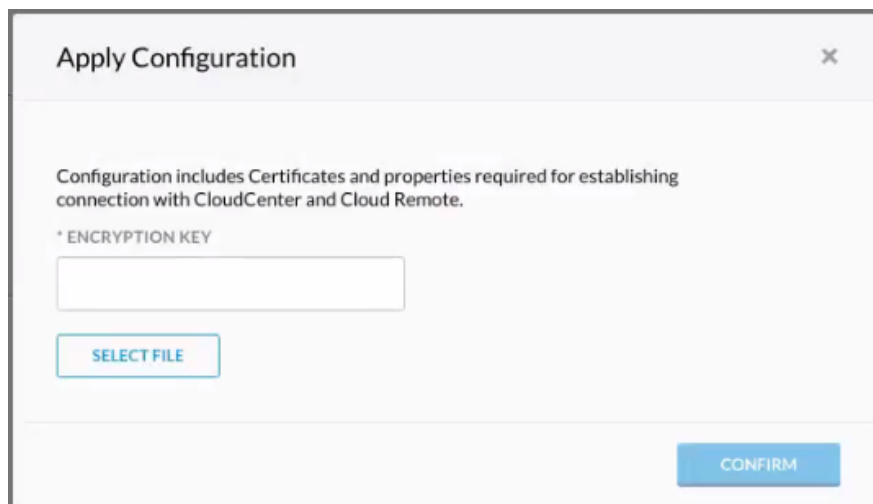 Apply Configuration
Configuration includes Certificates and properties required for establishing
connection with CloudCenter and Cloud Remote.
* ENCRYPTION KEY
SELECT FILE
CONFIRM